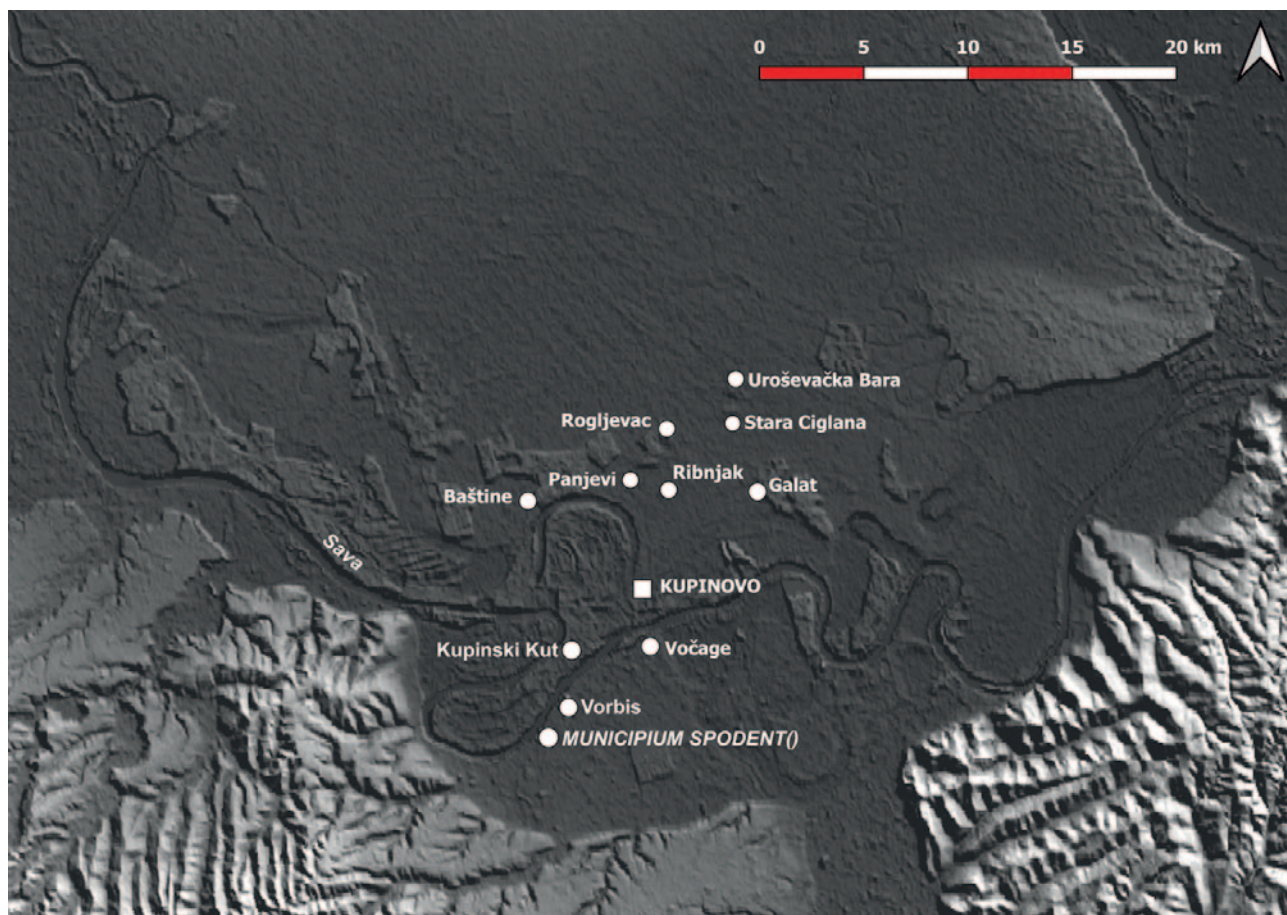 0 5 10 15 20 km
Uroševačka Bara
Rogljevac
Stara Ciglana
Panjevi
Ribnjak
Galat
Baštine
Sava
KUPINOVO
Kupinski Kut
Vočage
Vorbis
MUNICIPIUM SPODENT()